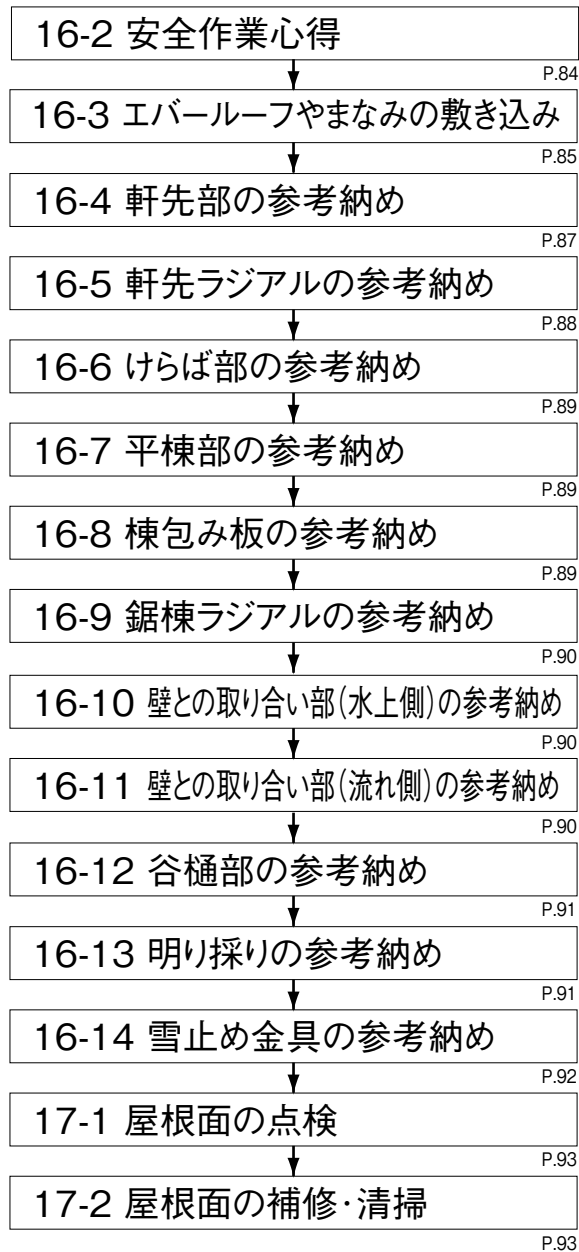 16-2 安全作業心得
P.84
16-3 エバールーフやまなみの敷き込み
P.85
16-4 軒先部の参考納め
P.87
16-5 軒先ラジアルの参考納め
P.88
16-6 けらば部の参考納め
P.89
16-7 平棟部の参考納め
P.89
16-8 棟包み板の参考納め
P.89
16-9 鋸棟ラジアルの参考納め
P.90
16-10 壁との取り合い部(水上側)の参考納め
P.90
16-11 壁との取り合い部(流れ側)の参考納め
P.90
16-12 谷樋部の参考納め
P.91
16-13 明り採りの参考納め
P.91
16-14 雪止め金具の参考納め
P.92
17-1 屋根面の点検
P.93
17-2 屋根面の補修・清掃
P.93